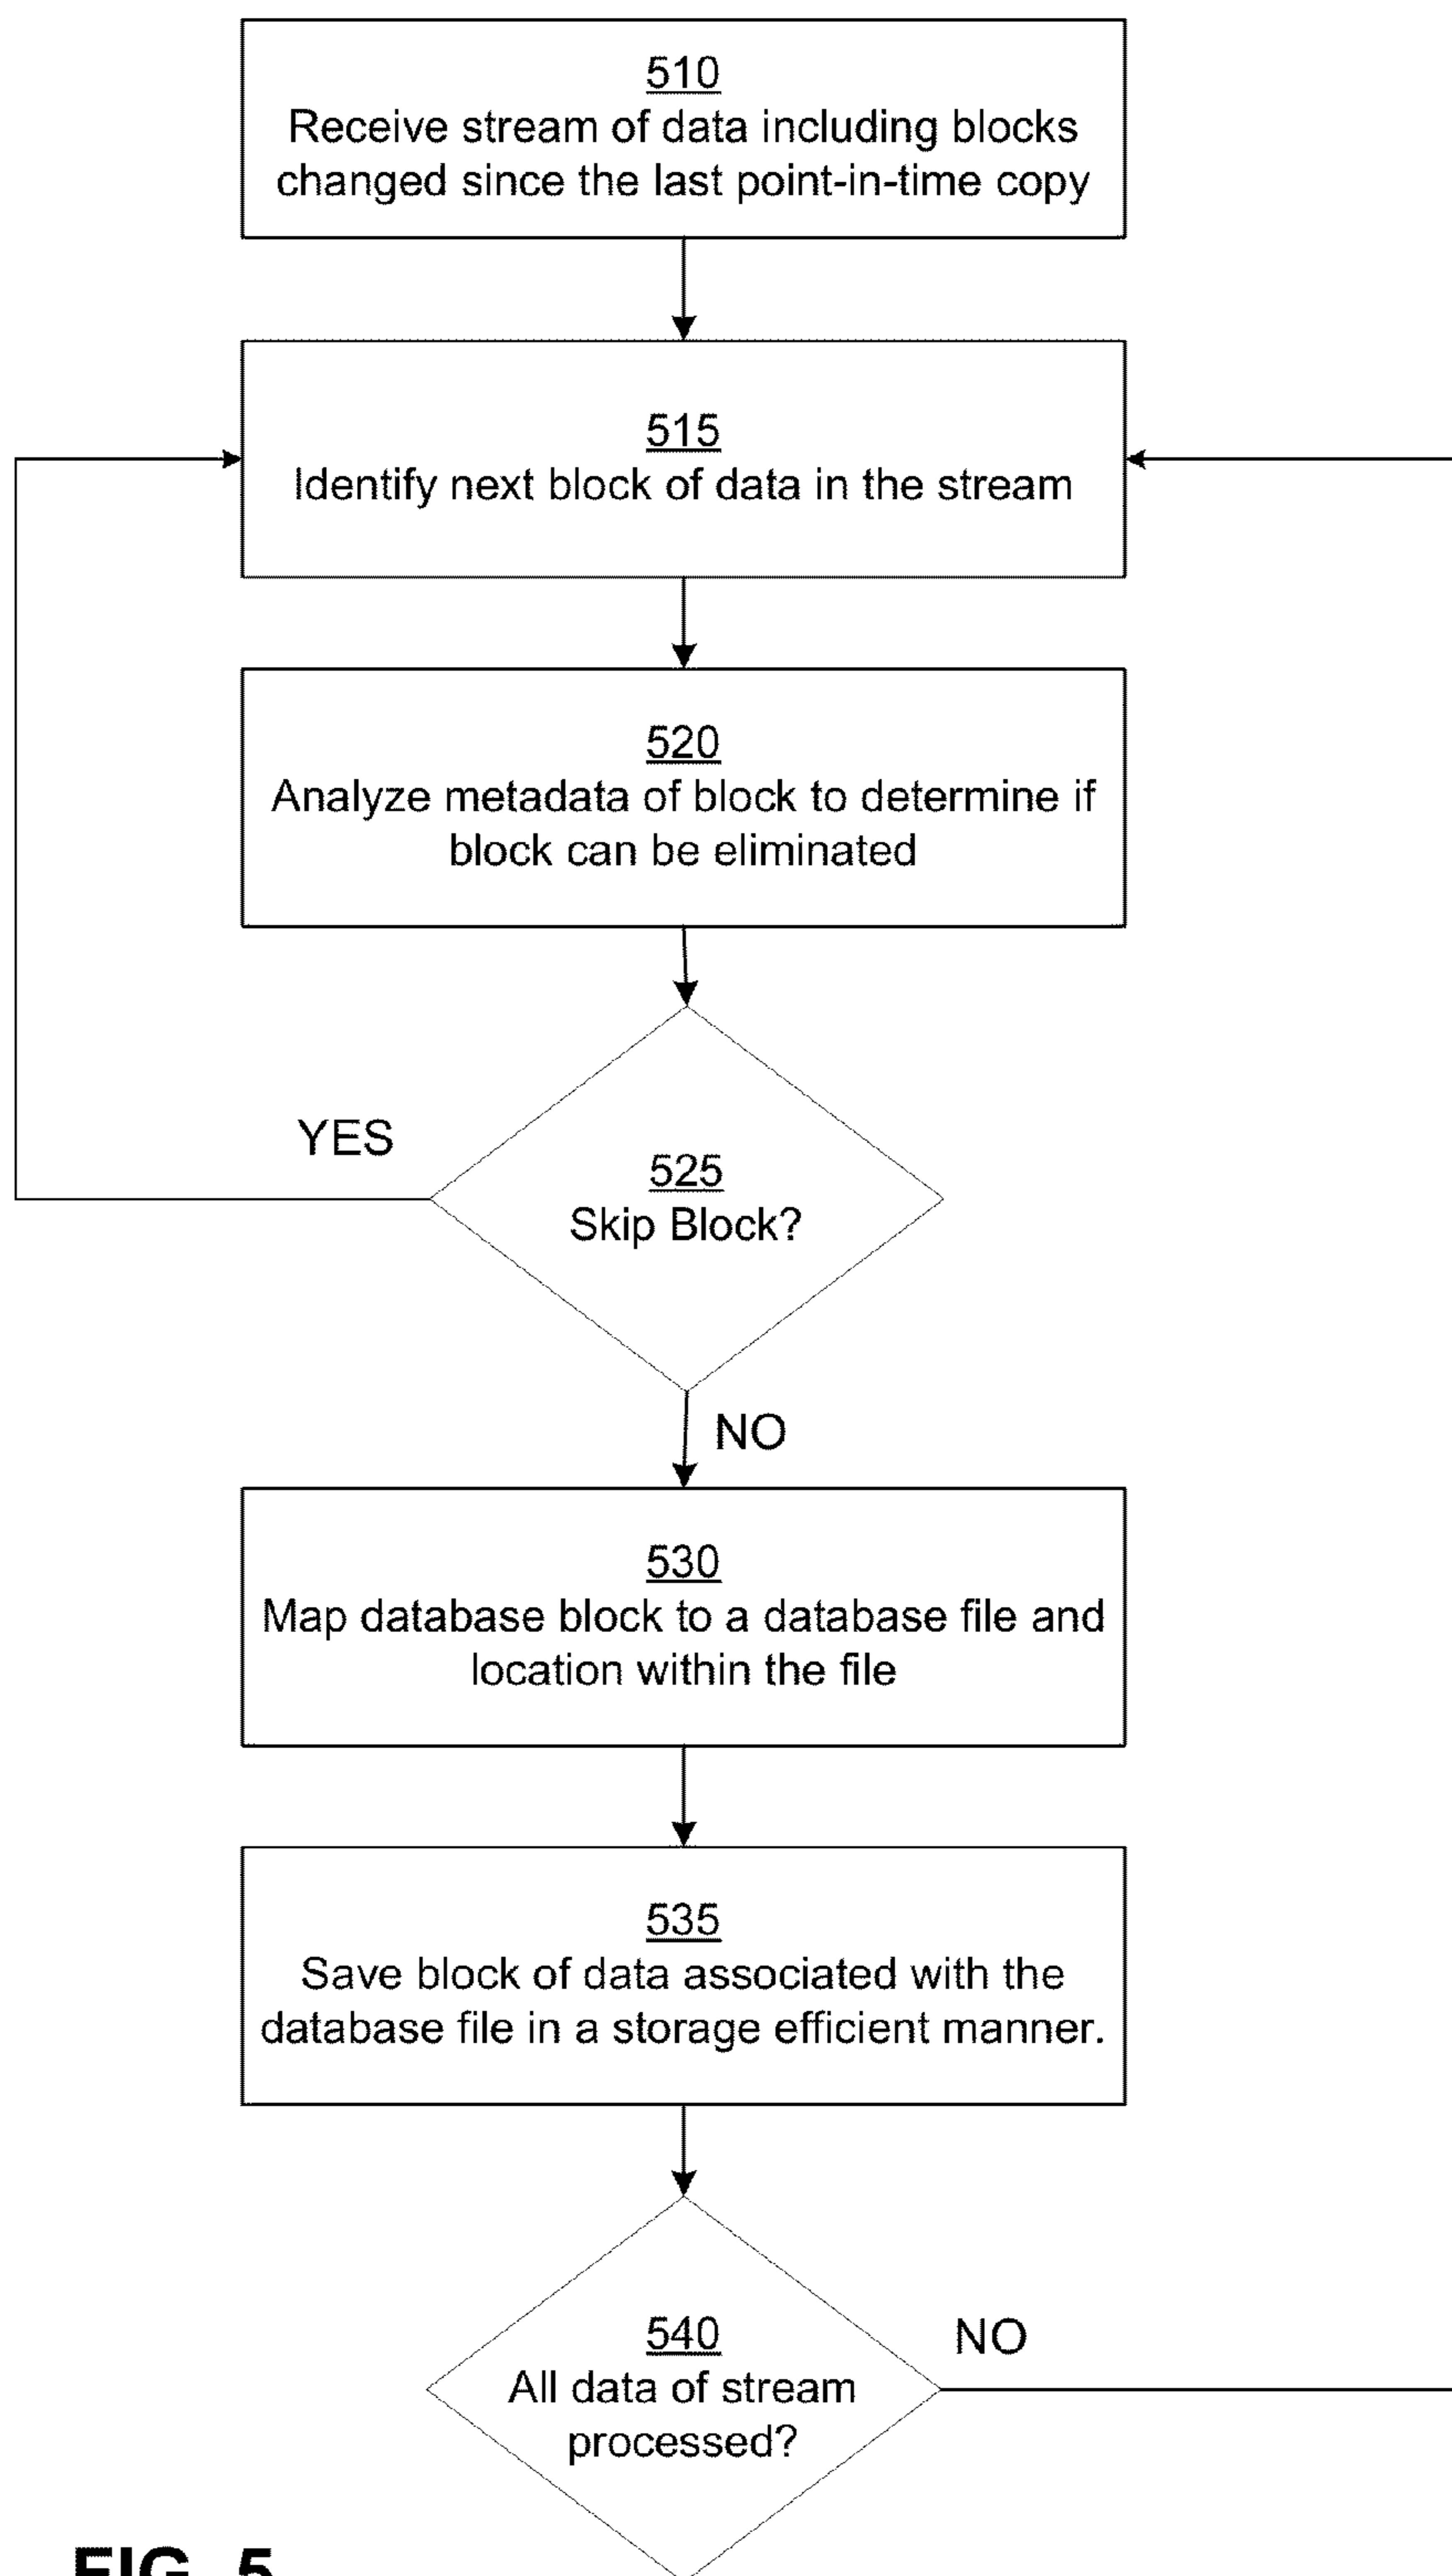 510
Receive stream of data including blocks
changed since the last point-in-time copy
515
Identify next block of data in the stream
520
Analyze metadata of block to determine if
block can be eliminated
YES
525
Skip Block?
NO
530
Map database block to a database file and
location within the file
535
Save block of data associated with the
database file in a storage efficient manner.
NO
540
All data of stream
processed?
FIG. 5